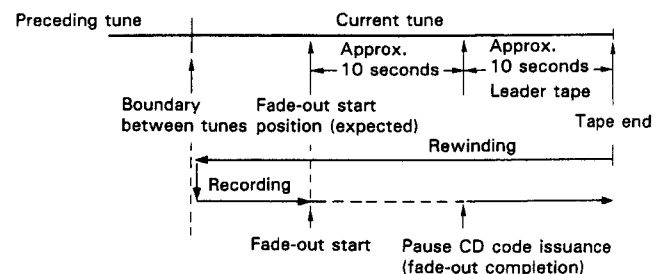 Preceding tune
Current tune
Approx.
10 seconds
Approx.
10 seconds
Leader tape
Boundary
between tunes
Fade-out start
position (expected)
Tape end
Rewinding
Recording
Fade-out start
Pause CD code issuance
(fade-out completion)